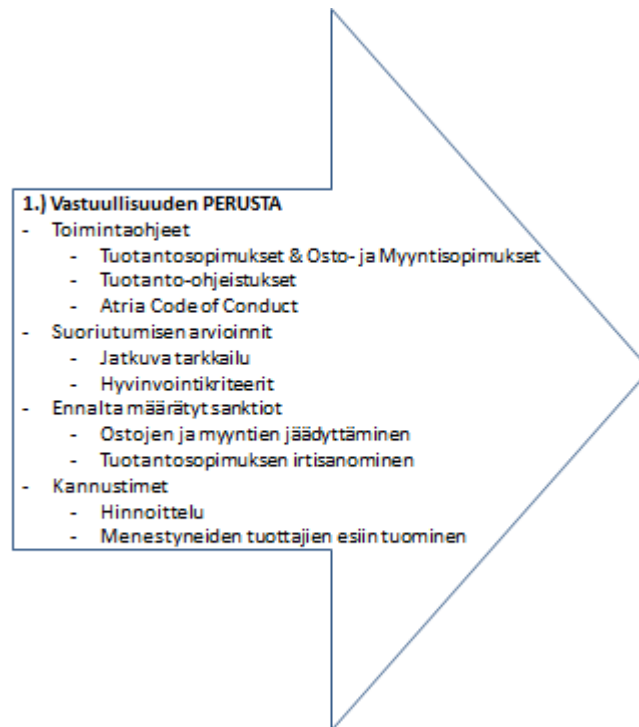 1.) Vastuullisuuden PERUSTA
- Toimintaohjeet
- Tuotantosopimukset & Osto- ja Myyntisopimukset
- Tuotanto-ohjeistukset
- Atria Code of Conduct
- Suoriutumisen arvioinnit
- Jatkuva tarkkailu
- Hyvinvointikriteerit
- Ennalta määrätyt sanktiot
- Ostojen ja myyntien jäädyttäminen
- Tuotantosopimuksen irtisanominen
- Kannustimet
- Hinnoittelu
- Menestyneiden tuottajien esiin tuominen